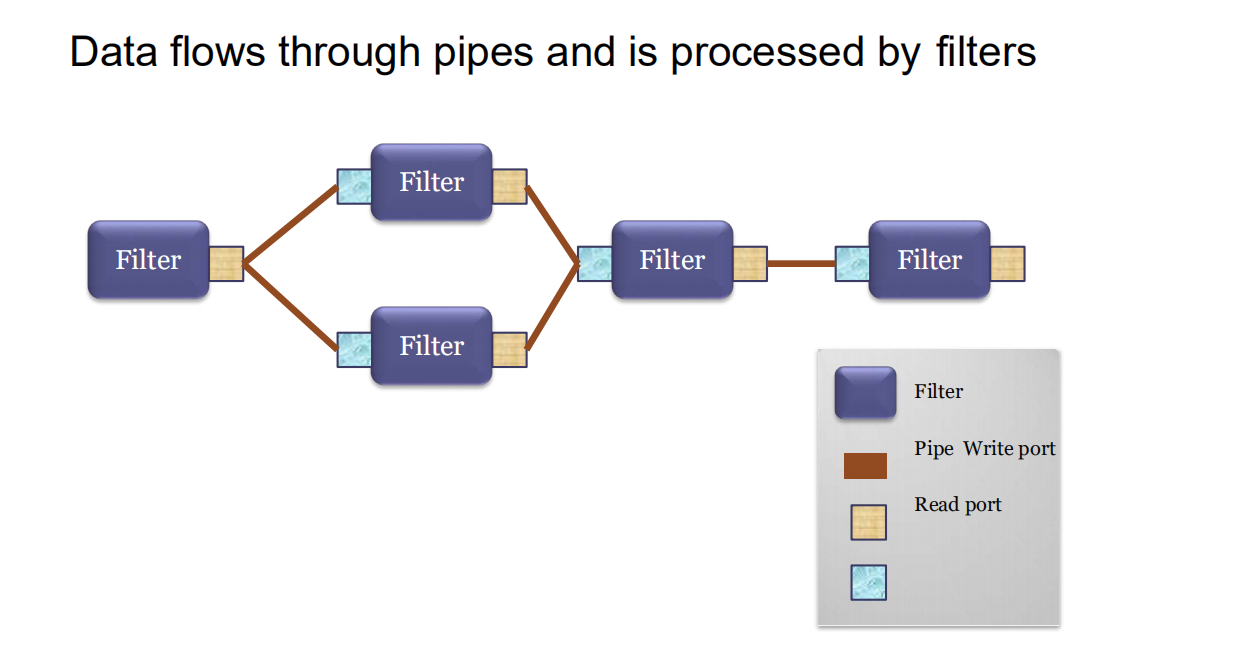 Data flows through pipes and is processed by filters
Filter
Filter
Filter
Filter
Filter
Filter
Pipe Write port
Read port